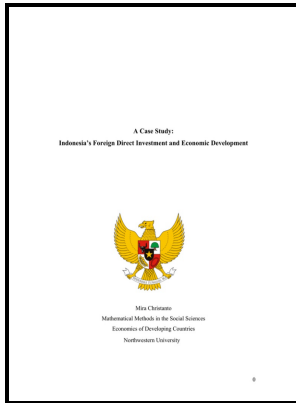 A Case Study:
Indonesia's Foreign Direct Investment and Economic Development
Mira Christanto
Mathematical Methods in the Social Sciences
Economics of Developing Countries
Northwestern University
0